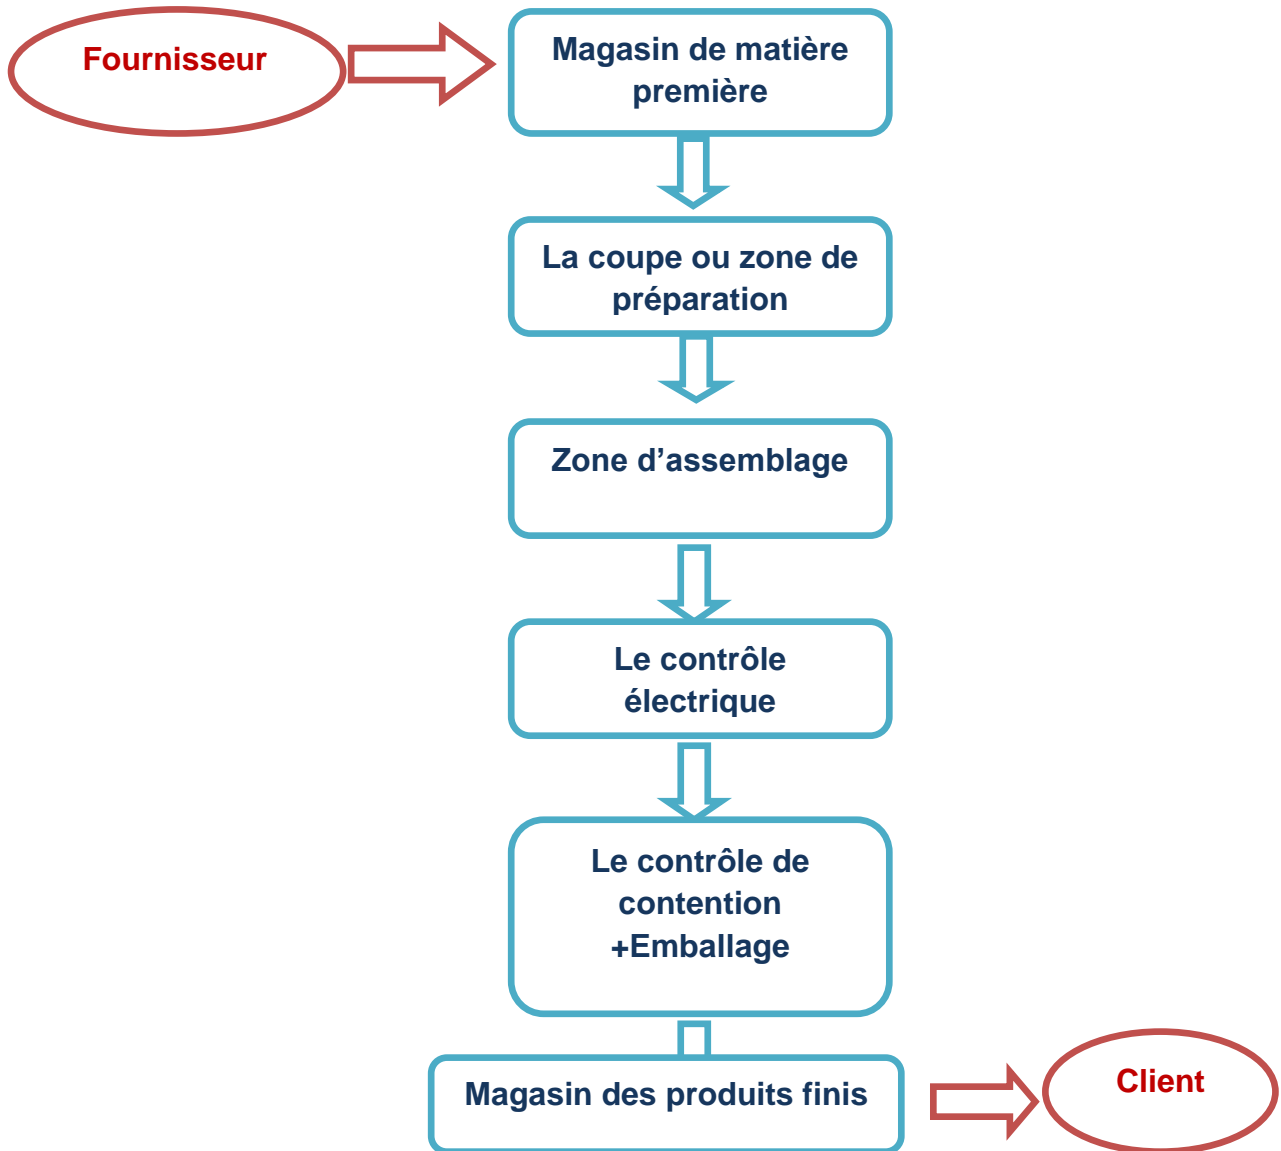 Fournisseur
Magasin de matière
première
La coupe ou zone de
préparation
Zone d’assemblage
Le contrôle
électrique
Le contrôle de
contention
+Emballage
Magasin des produits finis
Client